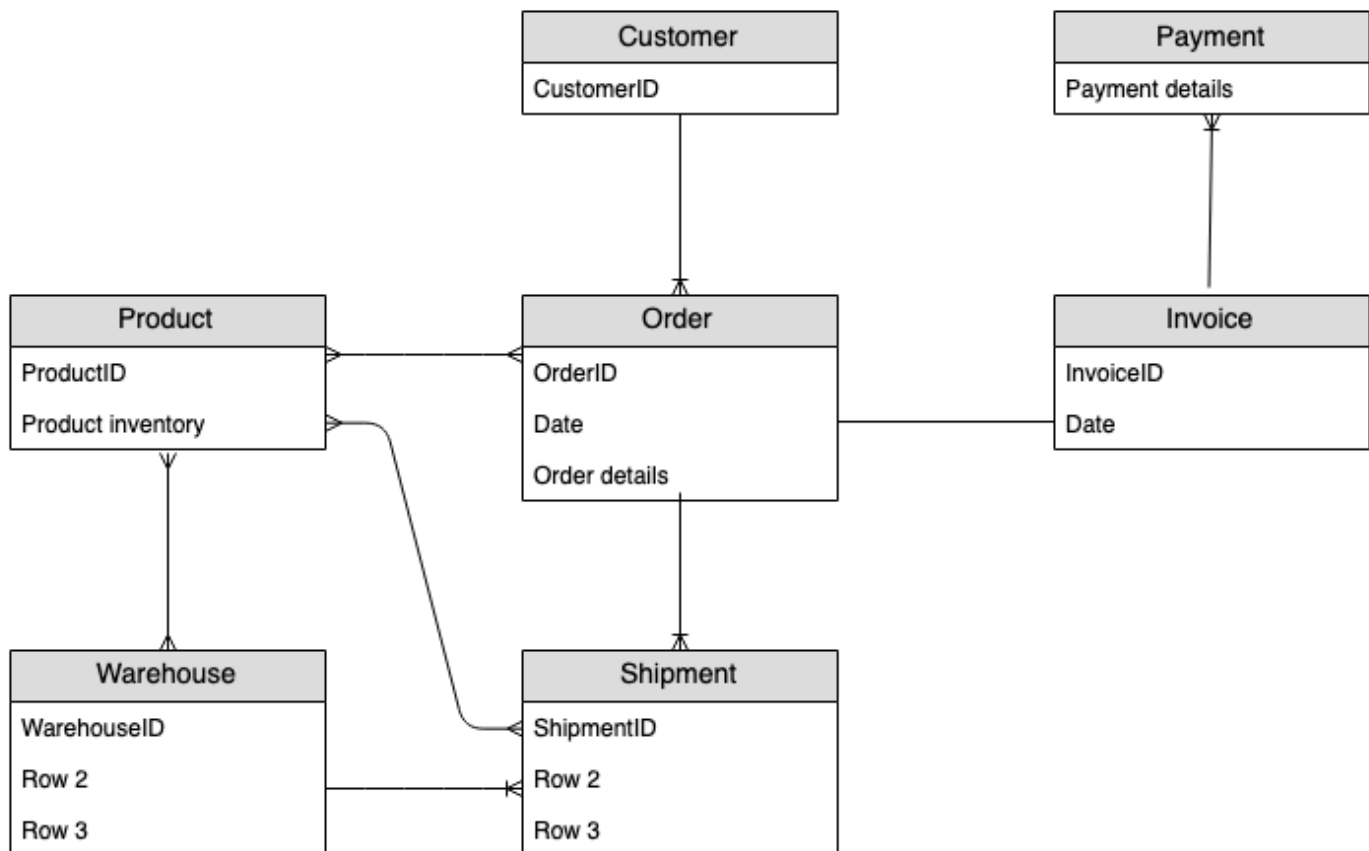 Customer
CustomerID
Payment
Payment details
Product
ProductID
Product inventory
Order
OrderID
Date
Order details
Invoice
InvoiceID
Date
Warehouse
WarehouseID
Row 2
Row 3
Shipment
ShipmentID
Row 2
Row 3